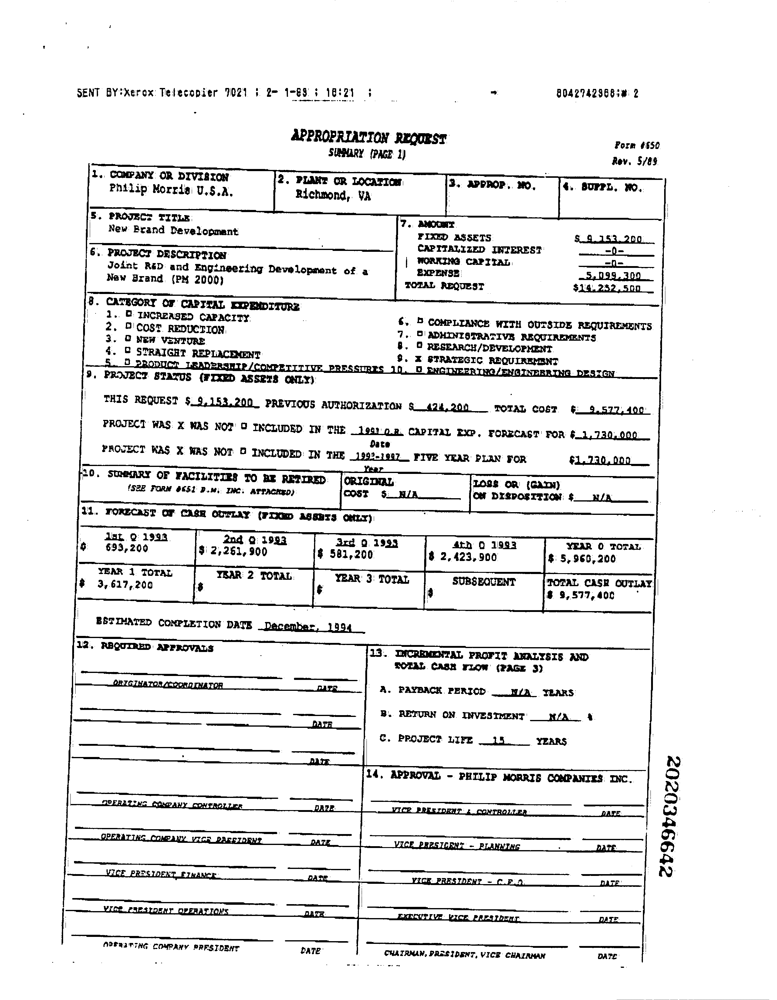 SENT BY:Xerox Telecopier 7021 ; 2- 1-89 ; 16:21 ; → 8042742968;# 2
APPROPRIATION REQUEST
SUMMARY (PAGE 1)
Form #650
Rev. 5/89
1. COMPANY OR DIVISION
Philip Morris U.S.A.
2. PLANT OR LOCATION
Richmond, VA
3. APPROP. NO.
4. SUPPL. NO.
5. PROJECT TITLE
New Brand Development
6. PROJECT DESCRIPTION
Joint R&D and Engineering Development of a
New Brand (PM 2000)
7. AMOUNT
FIXED ASSETS $ 9,153,200
CAPITALIZED INTEREST -0-
WORKING CAPITAL -0-
EXPENSE 5,099,300
TOTAL REQUEST $14,252,500
8. CATEGORY OF CAPITAL EXPENDITURE
1. □ INCREASED CAPACITY
2. □ COST REDUCTION
3. □ NEW VENTURE
4. □ STRAIGHT REPLACEMENT
5. □ PRODUCT LEADERSHIP/COMPETITIVE PRESSURES
6. □ COMPLIANCE WITH OUTSIDE REQUIREMENTS
7. □ ADMINISTRATIVE REQUIREMENTS
8. □ RESEARCH/DEVELOPMENT
9. X STRATEGIC REQUIREMENT
10. □ ENGINEERING/ENGINEERING DESIGN
9. PROJECT STATUS (FIXED ASSETS ONLY)
THIS REQUEST $ 9,153,200 PREVIOUS AUTHORIZATION $ 424,200 TOTAL COST $ 9,577,400
PROJECT WAS X WAS NOT □ INCLUDED IN THE 1993 O.B. CAPITAL EXP. FORECAST FOR $ 1,730,000
Date
PROJECT WAS X WAS NOT □ INCLUDED IN THE 1993-1997 FIVE YEAR PLAN FOR $1,730,000
Year
10. SUMMARY OF FACILITIES TO BE RETIRED
(SEE FORM #651 P.M. INC. ATTACHED)
ORIGINAL
COST $ N/A
LOSS OR (GAIN)
ON DISPOSITION $ N/A
11. FORECAST OF CASH OUTLAY (FIXED ASSETS ONLY)
1st Q 1993
$ 693,200
2nd Q 1993
$ 2,261,900
3rd Q 1993
$ 581,200
4th Q 1993
$ 2,423,900
YEAR 0 TOTAL
$ 5,960,200
YEAR 1 TOTAL
$ 3,617,200
YEAR 2 TOTAL
$
YEAR 3 TOTAL
$
SUBSEQUENT
$
TOTAL CASH OUTLAY
$ 9,577,400
ESTIMATED COMPLETION DATE December, 1994
12. REQUIRED APPROVALS
ORIGINATOR/COORDINATOR DATE
DATE
DATE
OPERATING COMPANY CONTROLLER DATE
OPERATING COMPANY VICE PRESIDENT DATE
VICE PRESIDENT FINANCE DATE
VICE PRESIDENT OPERATIONS DATE
OPERATING COMPANY PRESIDENT DATE
13. INCREMENTAL PROFIT ANALYSIS AND
TOTAL CASH FLOW (PAGE 3)
A. PAYBACK PERIOD N/A YEARS
B. RETURN ON INVESTMENT N/A %
C. PROJECT LIFE 15 YEARS
14. APPROVAL - PHILIP MORRIS COMPANIES INC.
VICE PRESIDENT & CONTROLLER DATE
VICE PRESIDENT - PLANNING DATE
VICE PRESIDENT - C.F.O. DATE
EXECUTIVE VICE PRESIDENT DATE
CHAIRMAN, PRESIDENT, VICE CHAIRMAN DATE
2020346642